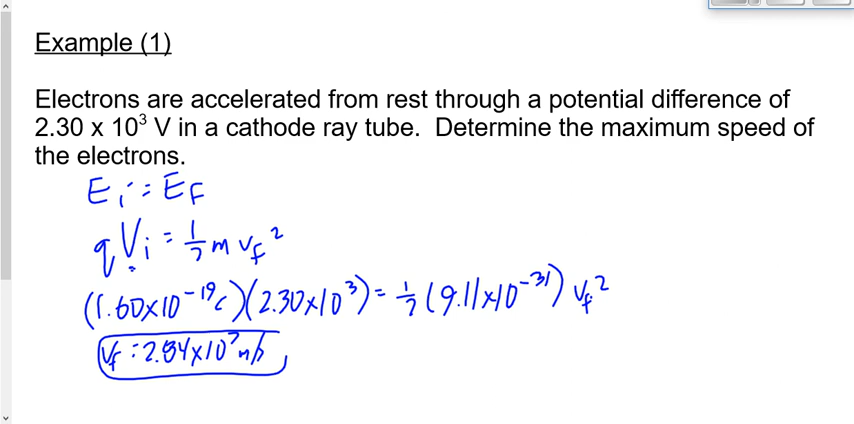 Example (1)
Electrons are accelerated from rest through a potential difference of
2.30 x 10³ V in a cathode ray tube.  Determine the maximum speed of
the electrons.
Ei = EF
qVi = ½ m vf²
(1.60x10⁻¹⁹C)(2.30x10³) = ½ (9.11x10⁻³¹) vf²
vf = 2.84x10⁷ m/s